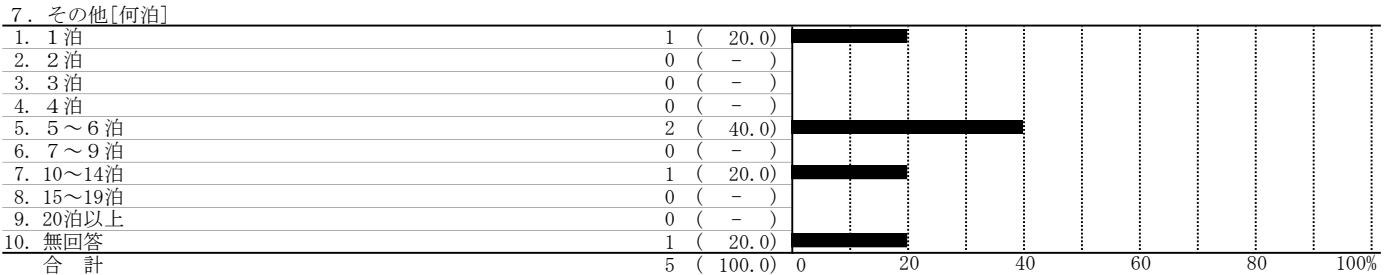 ７．その他[何泊]
1. １泊 1 ( 20.0)
2. ２泊 0 ( - )
3. ３泊 0 ( - )
4. ４泊 0 ( - )
5. ５～６泊 2 ( 40.0)
6. ７～９泊 0 ( - )
7. 10～14泊 1 ( 20.0)
8. 15～19泊 0 ( - )
9. 20泊以上 0 ( - )
10. 無回答 1 ( 20.0)
合 計 5 ( 100.0) 0 20 40 60 80 100%